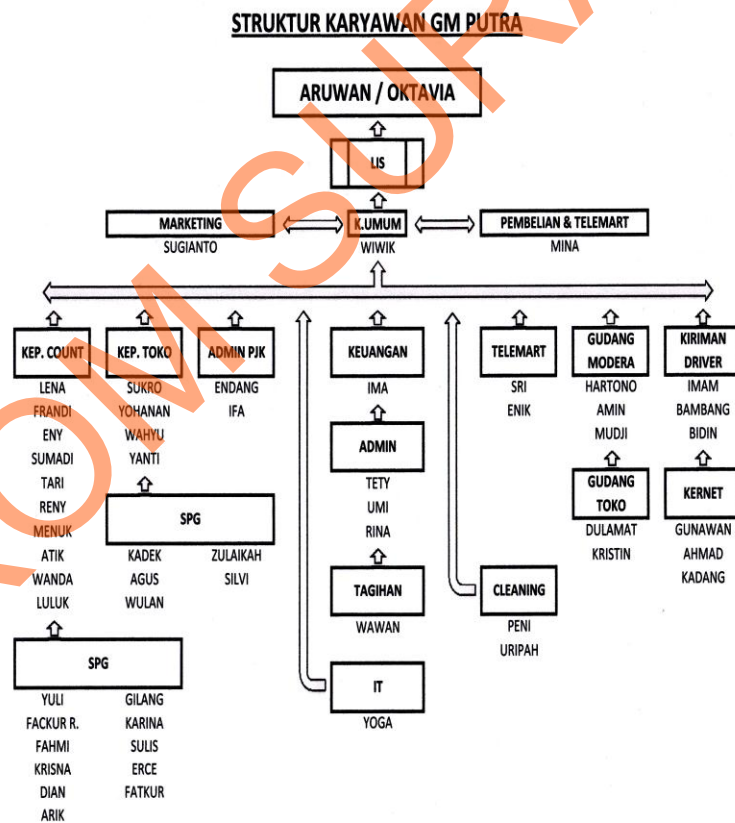 STRUKTUR KARYAWAN GM PUTRA
ARUWAN / OKTAVIA
LIS
MARKETING
SUGIANTO
K.UMUM
WIWIK
PEMBELIAN & TELEMART
MINA
KEP. COUNT
LENA
FRANDI
ENY
SUMADI
TARI
RENY
MENUK
ATIK
WANDA
LULUK
SPG
YULI
FACKUR R.
FAHMI
KRISNA
DIAN
ARIK
GILANG
KARINA
SULIS
ERCE
FATKUR
KEP. TOKO
SUKRO
YOHANAN
WAHYU
YANTI
SPG
KADEK
AGUS
WULAN
ZULAIKAH
SILVI
ADMIN PJK
ENDANG
IFA
KEUANGAN
IMA
ADMIN
TETY
UMI
RINA
TAGIHAN
WAWAN
IT
YOGA
TELEMART
SRI
ENIK
CLEANING
PENI
URIPAH
GUDANG
MODERA
HARTONO
AMIN
MUDJI
GUDANG
TOKO
DULAMAT
KRISTIN
KIRIMAN
DRIVER
IMAM
BAMBANG
BIDIN
KERNET
GUNAWAN
AHMAD
KADANG